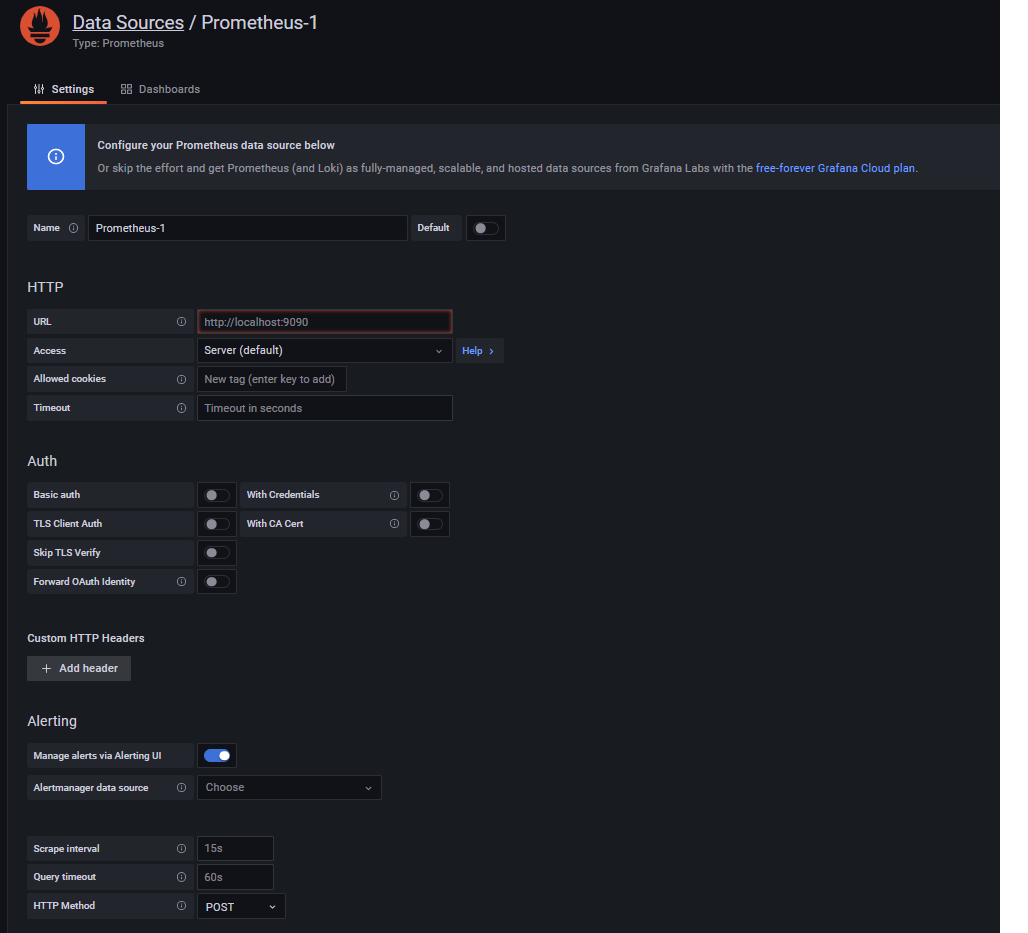 Data Sources / Prometheus-1
Type: Prometheus
Settings
Dashboards
Configure your Prometheus data source below
Or skip the effort and get Prometheus (and Loki) as fully-managed, scalable, and hosted data sources from Grafana Labs with the free-forever Grafana Cloud plan.
Name
Prometheus-1
Default
HTTP
URL
http://localhost:9090
Access
Server (default)
Help
Allowed cookies
New tag (enter key to add)
Timeout
Timeout in seconds
Auth
Basic auth
With Credentials
TLS Client Auth
With CA Cert
Skip TLS Verify
Forward OAuth Identity
Custom HTTP Headers
Add header
Alerting
Manage alerts via Alerting UI
Alertmanager data source
Choose
Scrape interval
15s
Query timeout
60s
HTTP Method
POST